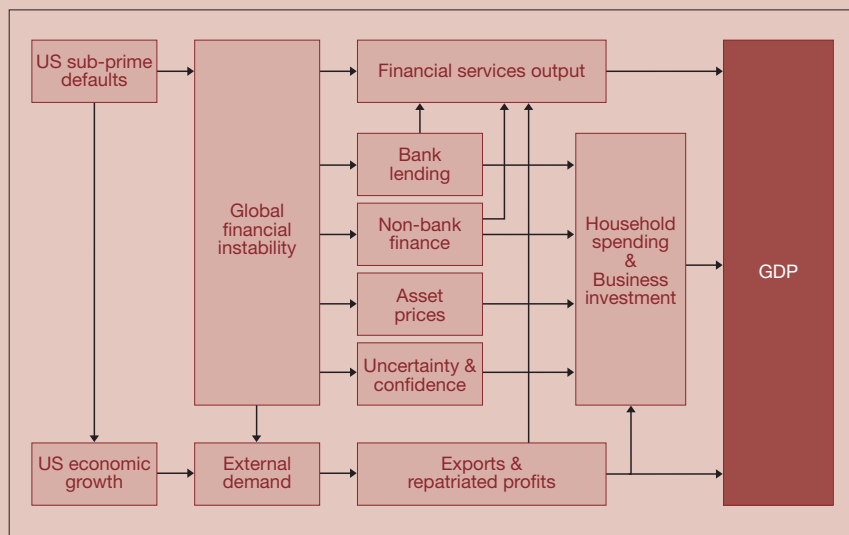 US sub-prime
defaults
Global
financial
instability
Financial services output
Bank
lending
Non-bank
finance
Asset
prices
Uncertainty &
confidence
Household
spending
&
Business
investment
GDP
US economic
growth
External
demand
Exports &
repatriated profits